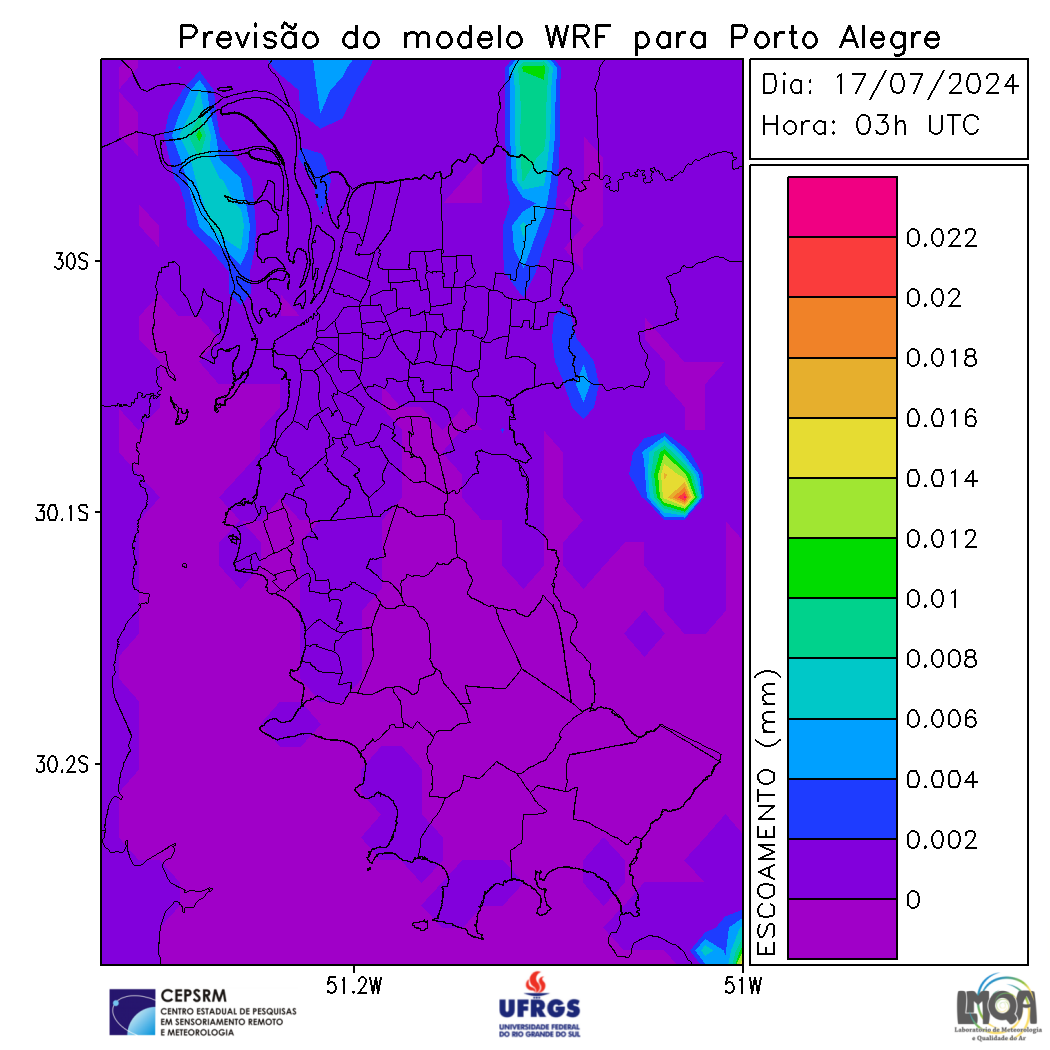 Previsão do modelo WRF para Porto Alegre
Dia: 17/07/2024
Hora: 03h UTC
30S
30.1S
30.2S
51.2W
51W
ESCOAMENTO (mm)
0.022
0.02
0.018
0.016
0.014
0.012
0.01
0.008
0.006
0.004
0.002
0
CEPSRM
CENTRO ESTADUAL DE PESQUISAS
EM SENSORIAMENTO REMOTO
E METEOROLOGIA
UFRGS
UNIVERSIDADE FEDERAL
DO RIO GRANDE DO SUL
LMQA
Laboratório de Meteorologia
e Qualidade do Ar